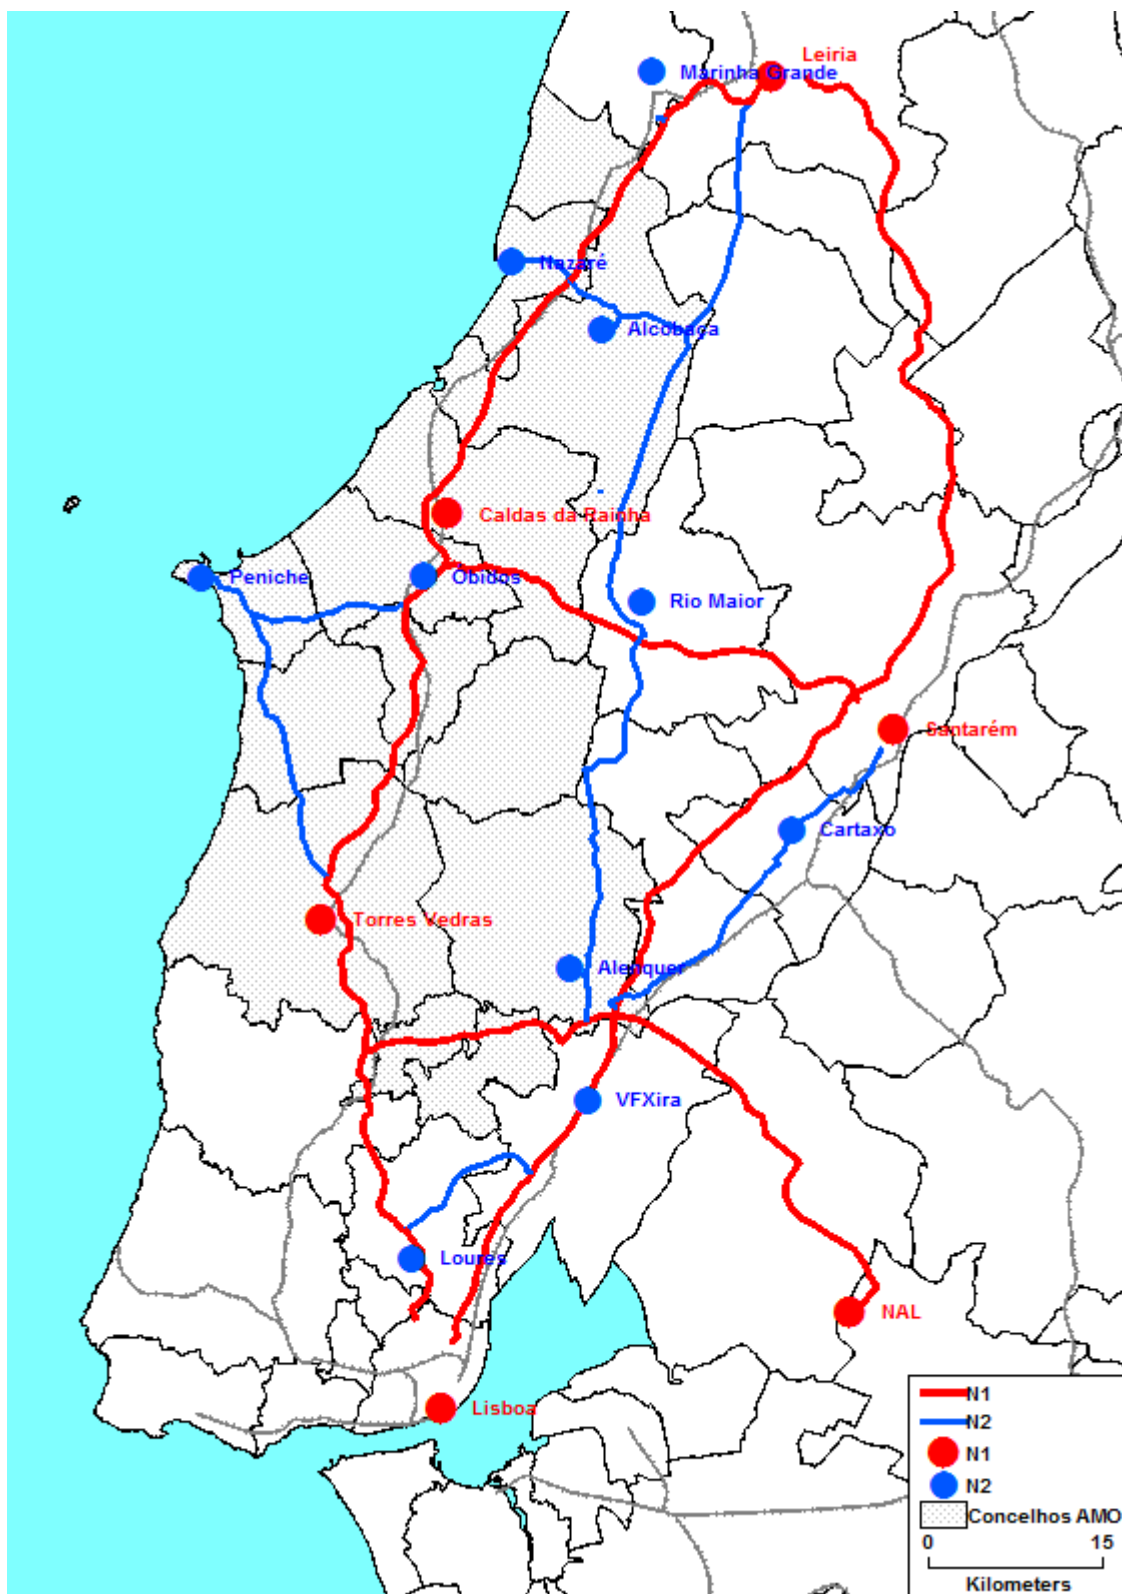 Leiria
Marinha Grande
Nazaré
Alcobaça
Caldas da Rainha
Peniche
Óbidos
Rio Maior
Santarém
Cartaxo
Torres Vedras
Alenquer
VFXira
Loures
NAL
Lisboa
N1
N2
N1
N2
Concelhos AMO
0 15
Kilometers